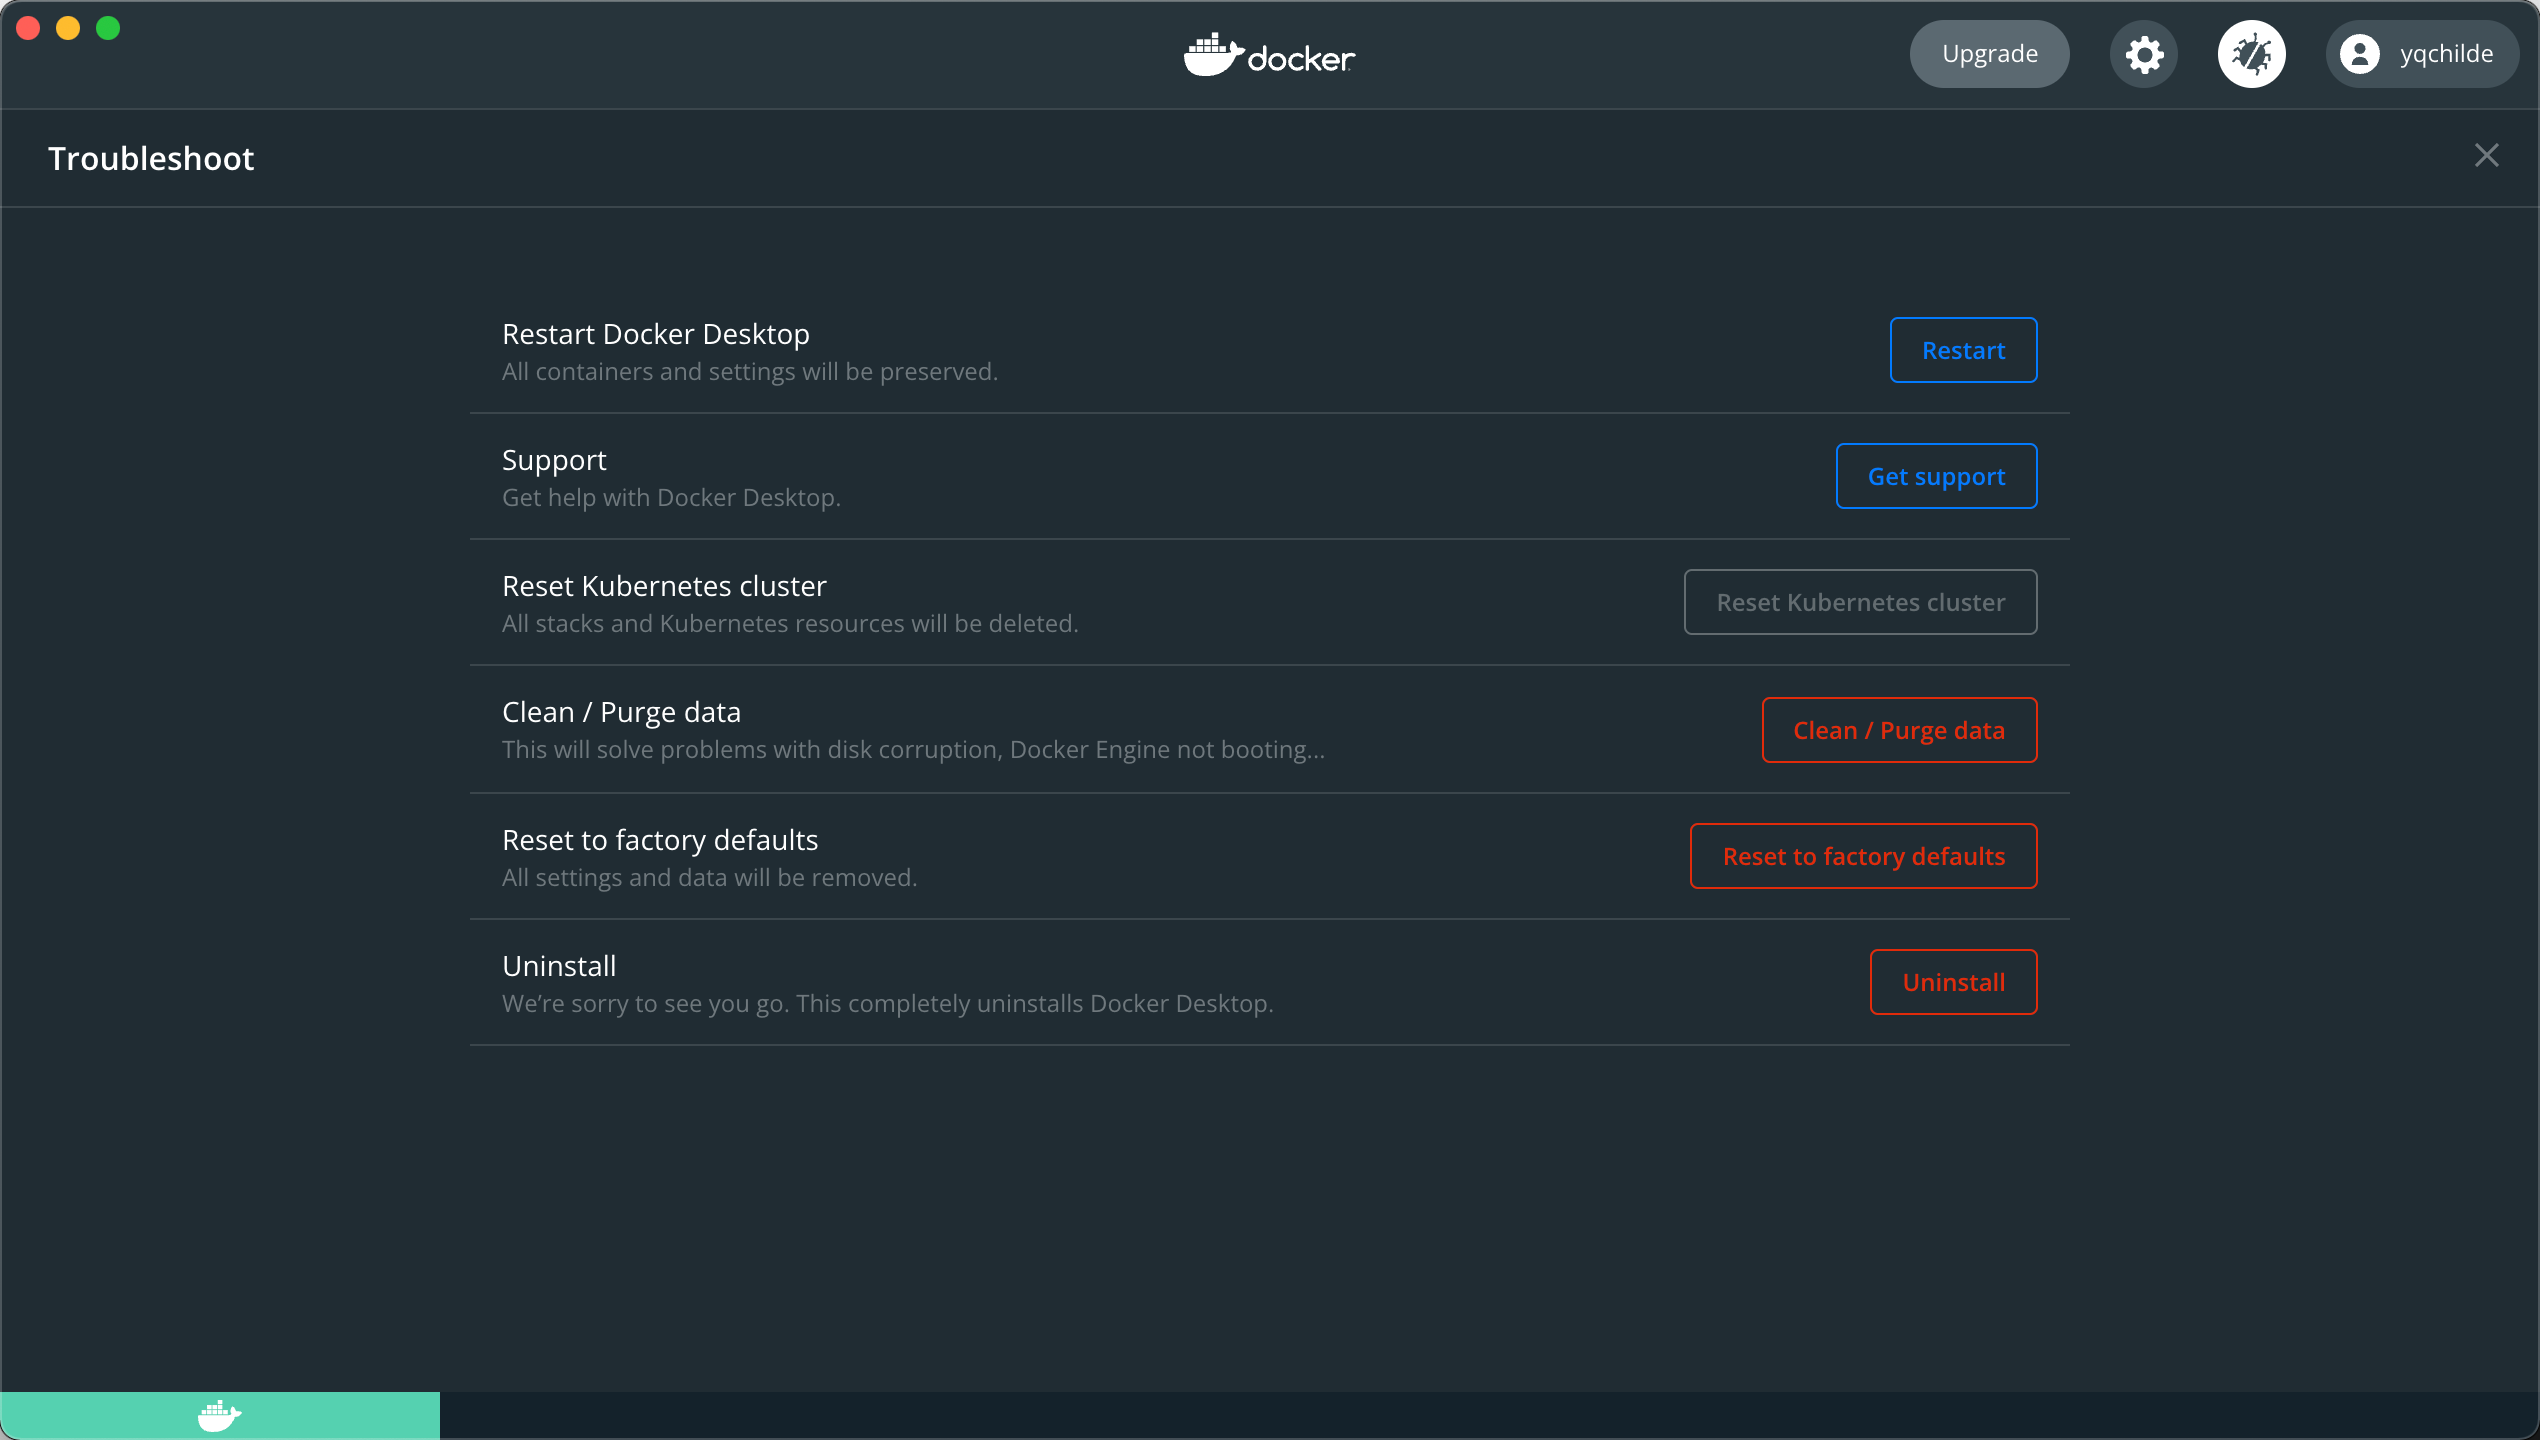 docker
Upgrade
yqchilde
Troubleshoot
Restart Docker Desktop
All containers and settings will be preserved.
Restart
Support
Get help with Docker Desktop.
Get support
Reset Kubernetes cluster
All stacks and Kubernetes resources will be deleted.
Reset Kubernetes cluster
Clean / Purge data
This will solve problems with disk corruption, Docker Engine not booting...
Clean / Purge data
Reset to factory defaults
All settings and data will be removed.
Reset to factory defaults
Uninstall
We’re sorry to see you go. This completely uninstalls Docker Desktop.
Uninstall